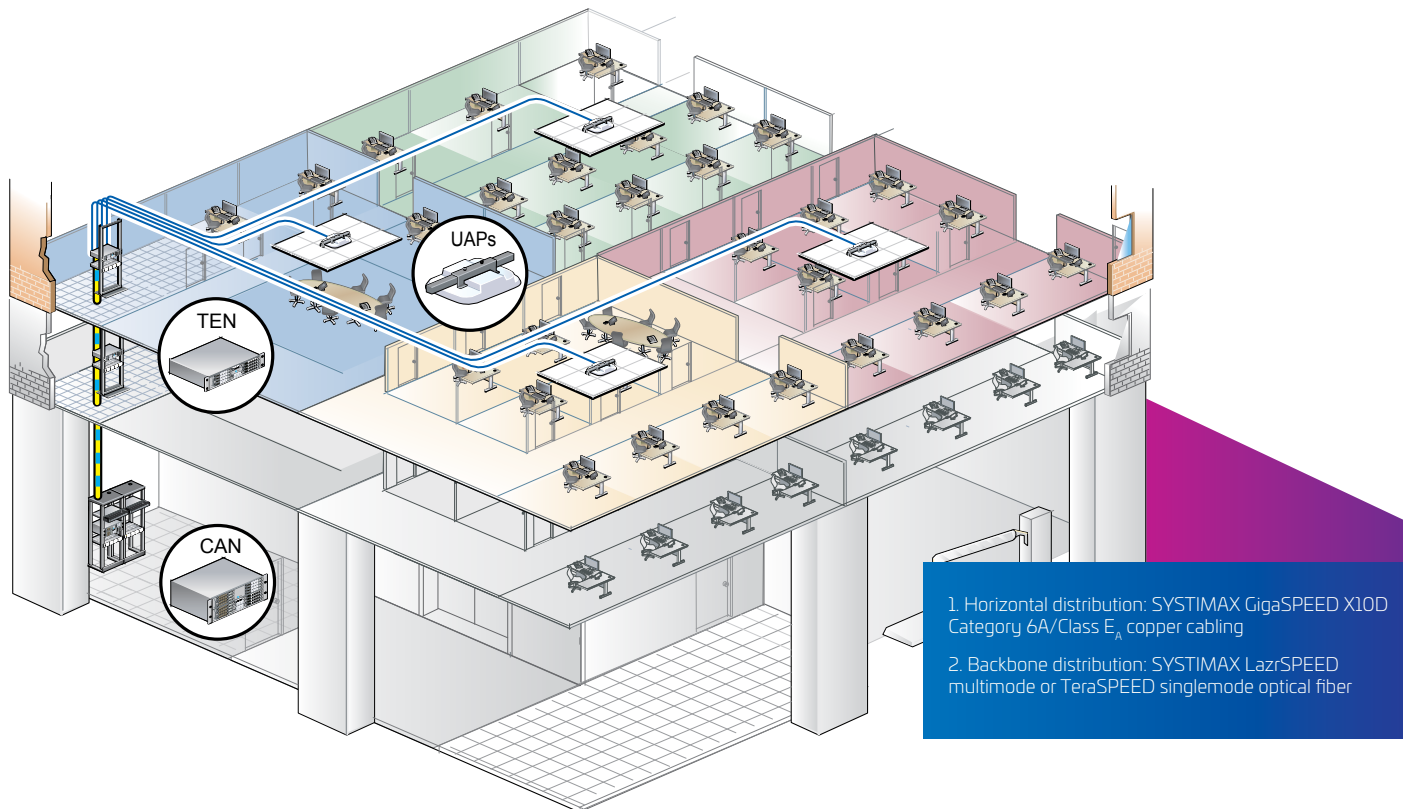 UAPs
TEN
CAN
1. Horizontal distribution: SYSTIMAX GigaSPEED X10D
Category 6A/Class E_A copper cabling
2. Backbone distribution: SYSTIMAX LazrSPEED
multimode or TeraSPEED singlemode optical fiber